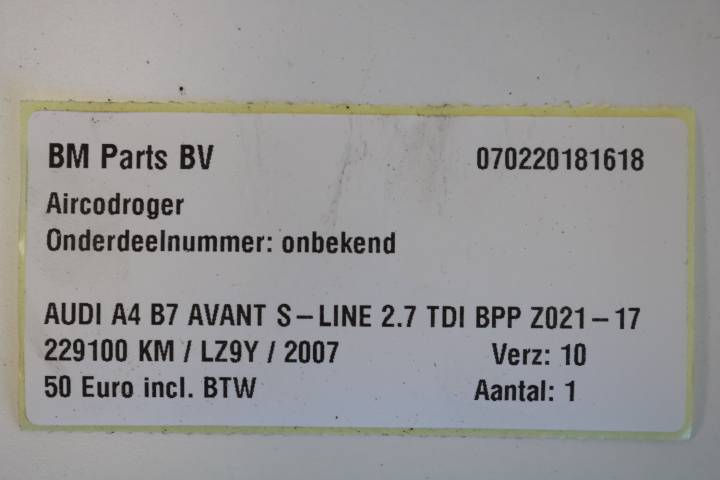 BM Parts BV 070220181618
Aircodroger
Onderdeelnummer: onbekend
AUDI A4 B7 AVANT S-LINE 2.7 TDI BPP Z021-17
229100 KM / LZ9Y / 2007 Verz: 10
50 Euro incl. BTW Aantal: 1